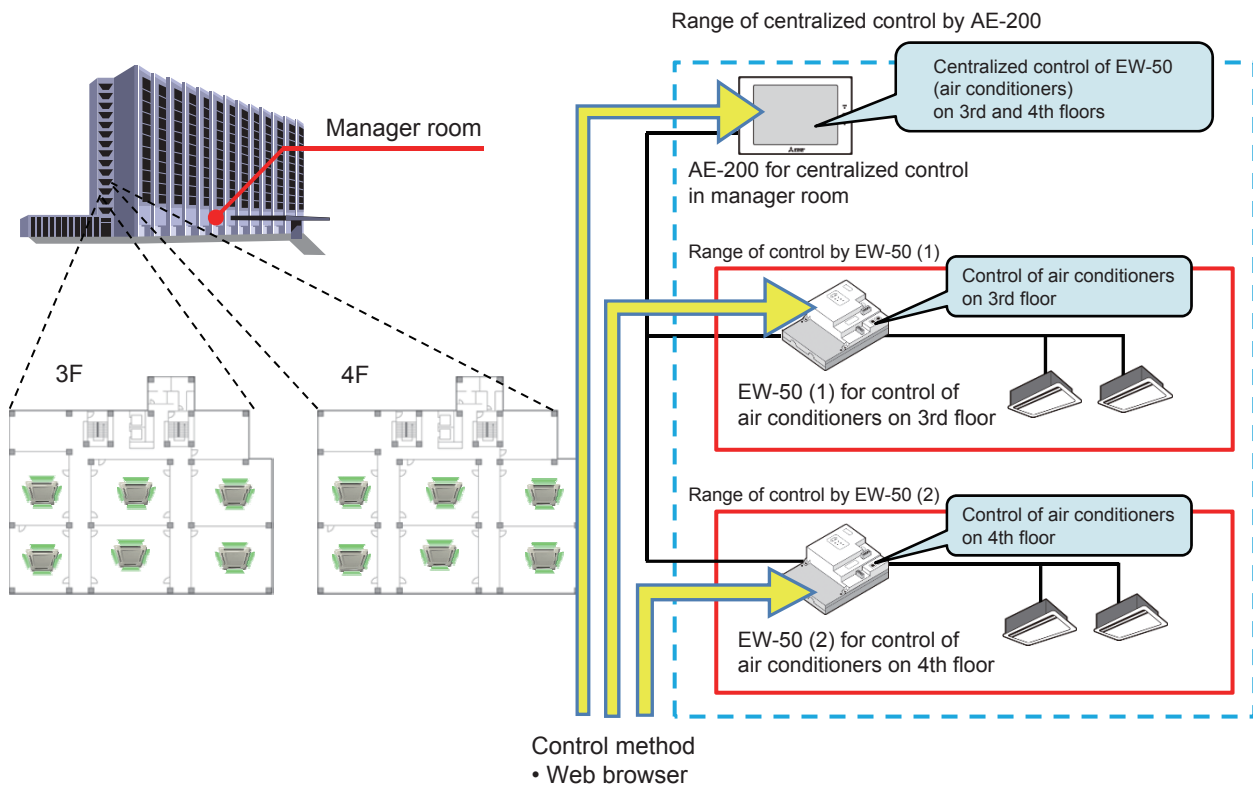 Range of centralized control by AE-200
Centralized control of EW-50
(air conditioners)
on 3rd and 4th floors
Manager room
AE-200 for centralized control
in manager room
Range of control by EW-50 (1)
Control of air conditioners
on 3rd floor
3F
4F
EW-50 (1) for control of
air conditioners on 3rd floor
Range of control by EW-50 (2)
Control of air conditioners
on 4th floor
EW-50 (2) for control of
air conditioners on 4th floor
Control method
• Web browser